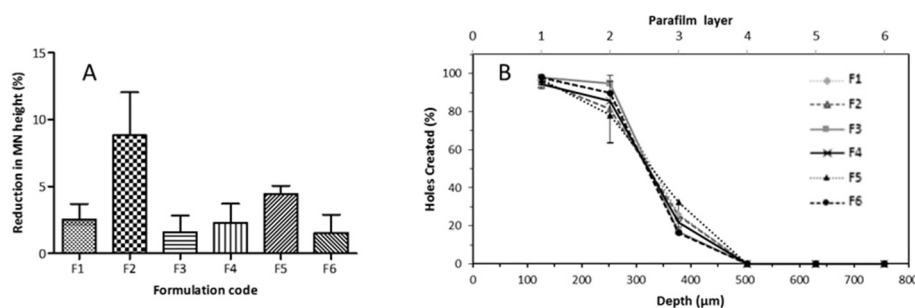 A
Reduction in MN height (%)
15
10
5
0
F1 F2 F3 F4 F5 F6
Formulation code
Parafilm layer
0 1 2 3 4 5 6
B
Holes Created (%)
100
80
60
40
20
0
F1
F2
F3
F4
F5
F6
0 100 200 300 400 500 600 700 800
Depth (µm)